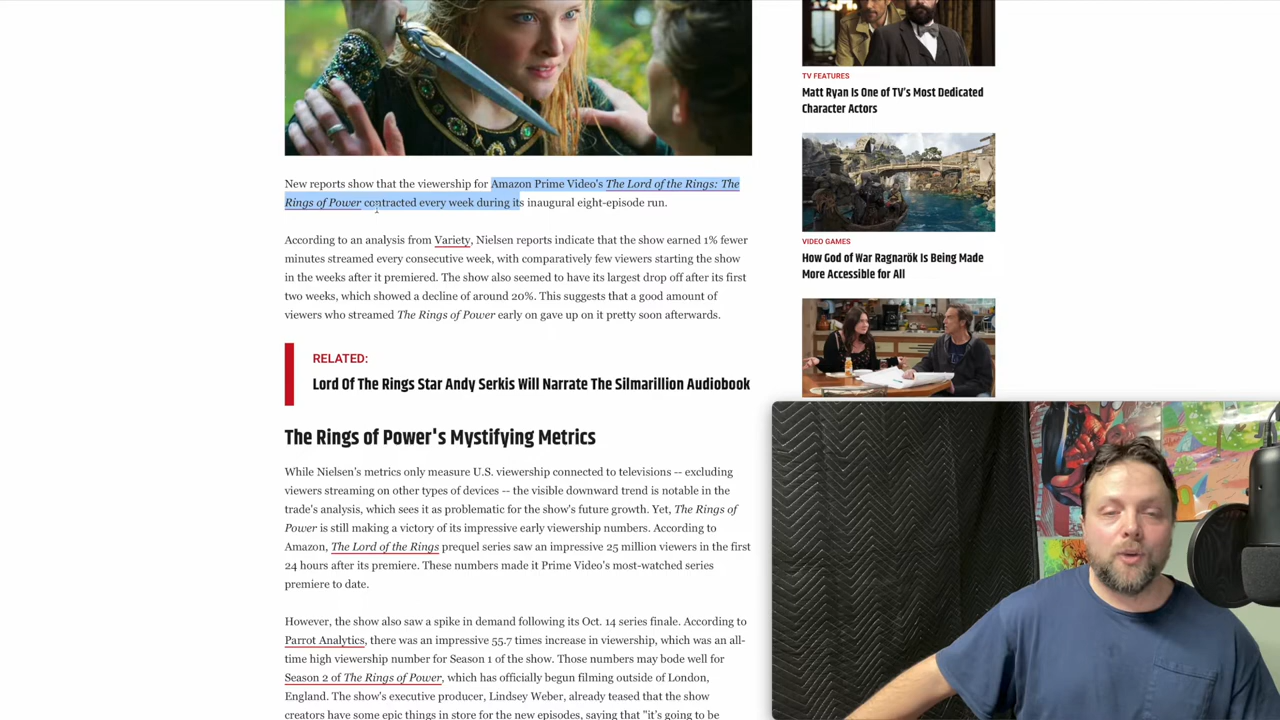 New reports show that the viewership for Amazon Prime Video's The Lord of the Rings: The
Rings of Power contracted every week during its inaugural eight-episode run.
According to an analysis from Variety, Nielsen reports indicate that the show earned 1% fewer
minutes streamed every consecutive week, with comparatively few viewers starting the show
in the weeks after it premiered. The show also seemed to have its largest drop off after its first
two weeks, which showed a decline of around 20%. This suggests that a good amount of
viewers who streamed The Rings of Power early on gave up on it pretty soon afterwards.
RELATED:
Lord Of The Rings Star Andy Serkis Will Narrate The Silmarillion Audiobook
The Rings of Power's Mystifying Metrics
While Nielsen's metrics only measure U.S. viewership connected to televisions -- excluding
viewers streaming on other types of devices -- the visible downward trend is notable in the
trade's analysis, which sees it as problematic for the show's future growth. Yet, The Rings of
Power is still making a victory of its impressive early viewership numbers. According to
Amazon, The Lord of the Rings prequel series saw an impressive 25 million viewers in the first
24 hours after its premiere. These numbers made it Prime Video's most-watched series
premiere to date.
However, the show also saw a spike in demand following its Oct. 14 series finale. According to
Parrot Analytics, there was an impressive 55.7 times increase in viewership, which was an all-
time high viewership number for Season 1 of the show. Those numbers may bode well for
Season 2 of The Rings of Power, which has officially begun filming outside of London,
England. The show's executive producer, Lindsey Weber, already teased that the show
creators have some epic things in store for the new episodes, saying that "it's going to be
TV FEATURES
Matt Ryan Is One of TV's Most Dedicated
Character Actors
VIDEO GAMES
How God of War Ragnarök Is Being Made
More Accessible for All